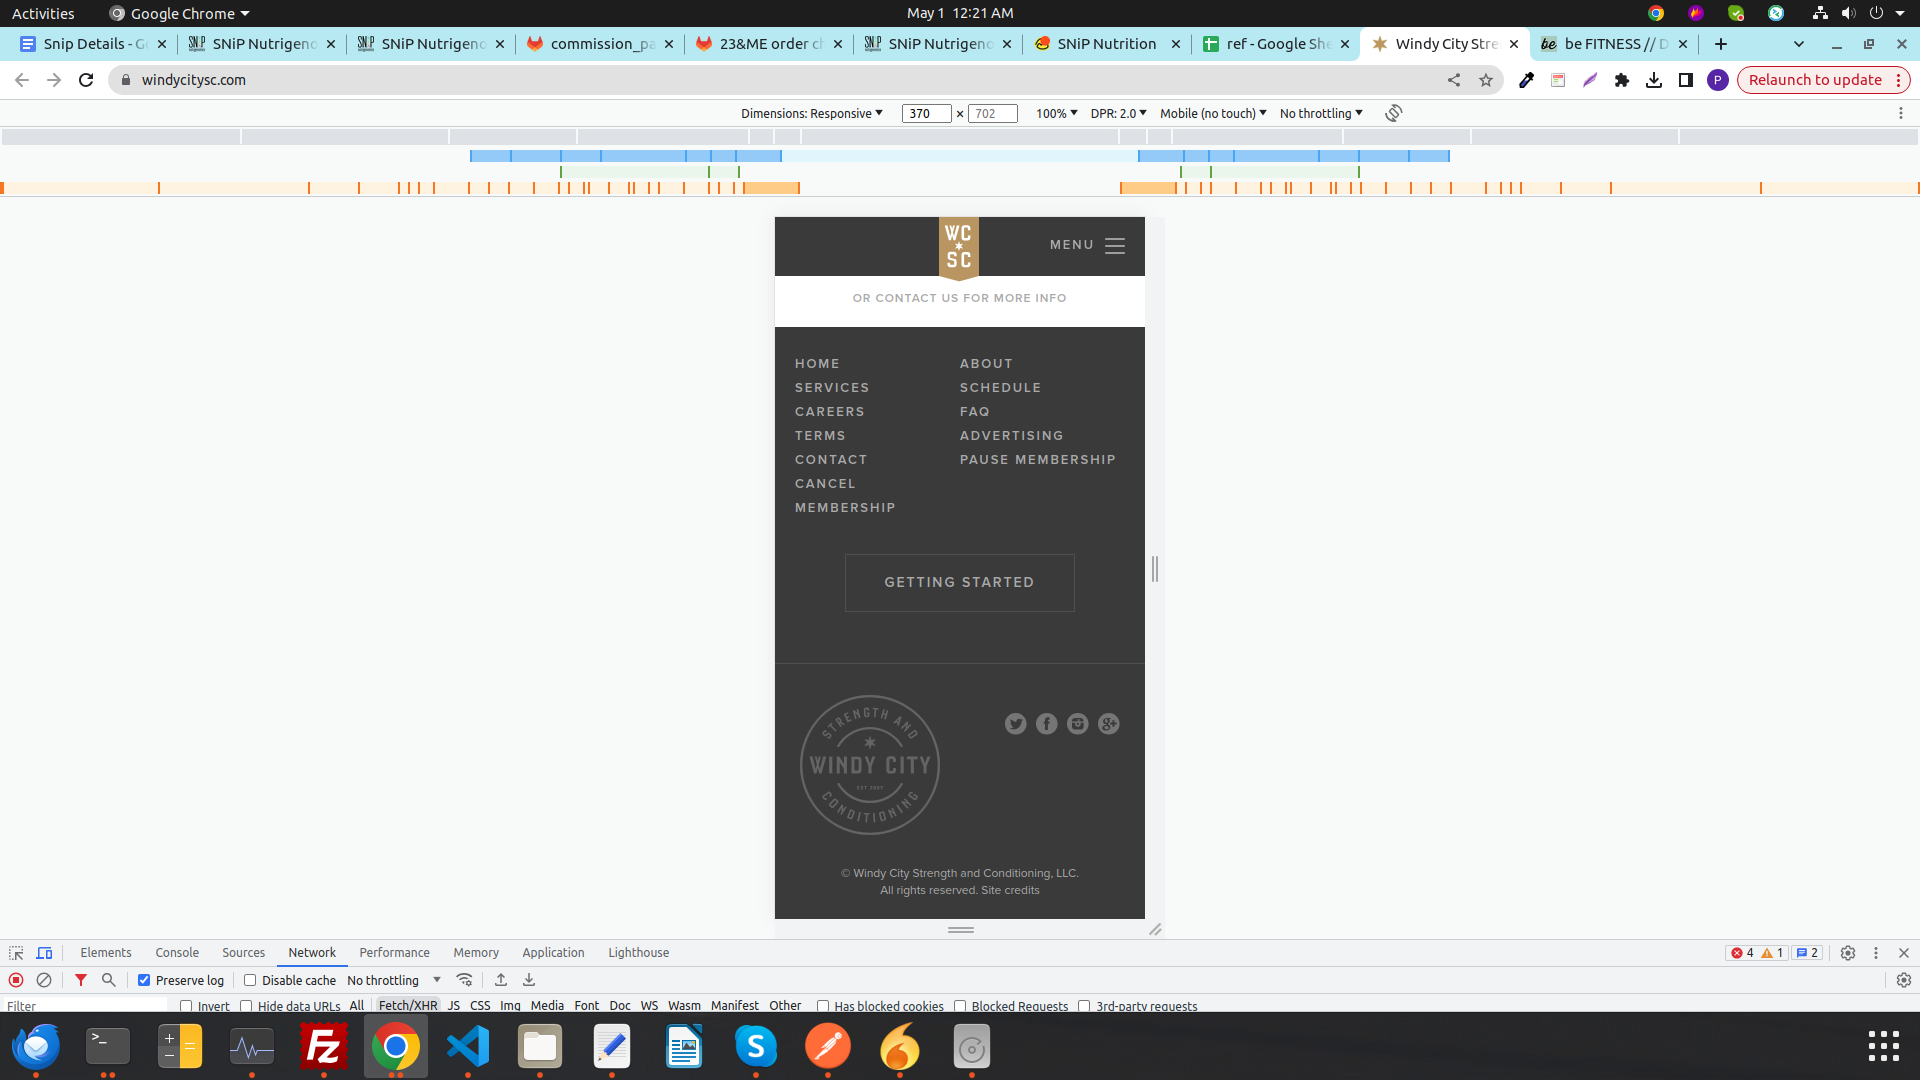 Activities Google Chrome May 1 12:21 AM
Snip Details - Go SNiP Nutrigeno SNiP Nutrigeno commission_pa 23&ME order ch SNiP Nutrigeno SNiP Nutrition ref - Google She Windy City Stre be FITNESS // D
windycitysc.com P Relaunch to update
Dimensions: Responsive 370 × 702 100% DPR: 2.0 Mobile (no touch) No throttling
WC SC MENU
OR CONTACT US FOR MORE INFO
HOME ABOUT
SERVICES SCHEDULE
CAREERS FAQ
TERMS ADVERTISING
CONTACT PAUSE MEMBERSHIP
CANCEL
MEMBERSHIP
GETTING STARTED
STRENGTH AND
WINDY CITY
EST 2007
CONDITIONING
© Windy City Strength and Conditioning, LLC.
All rights reserved. Site credits
Elements Console Sources Network Performance Memory Application Lighthouse 4 1 2
Preserve log Disable cache No throttling
Filter Invert Hide data URLs All Fetch/XHR JS CSS Img Media Font Doc WS Wasm Manifest Other Has blocked cookies Blocked Requests 3rd-party requests